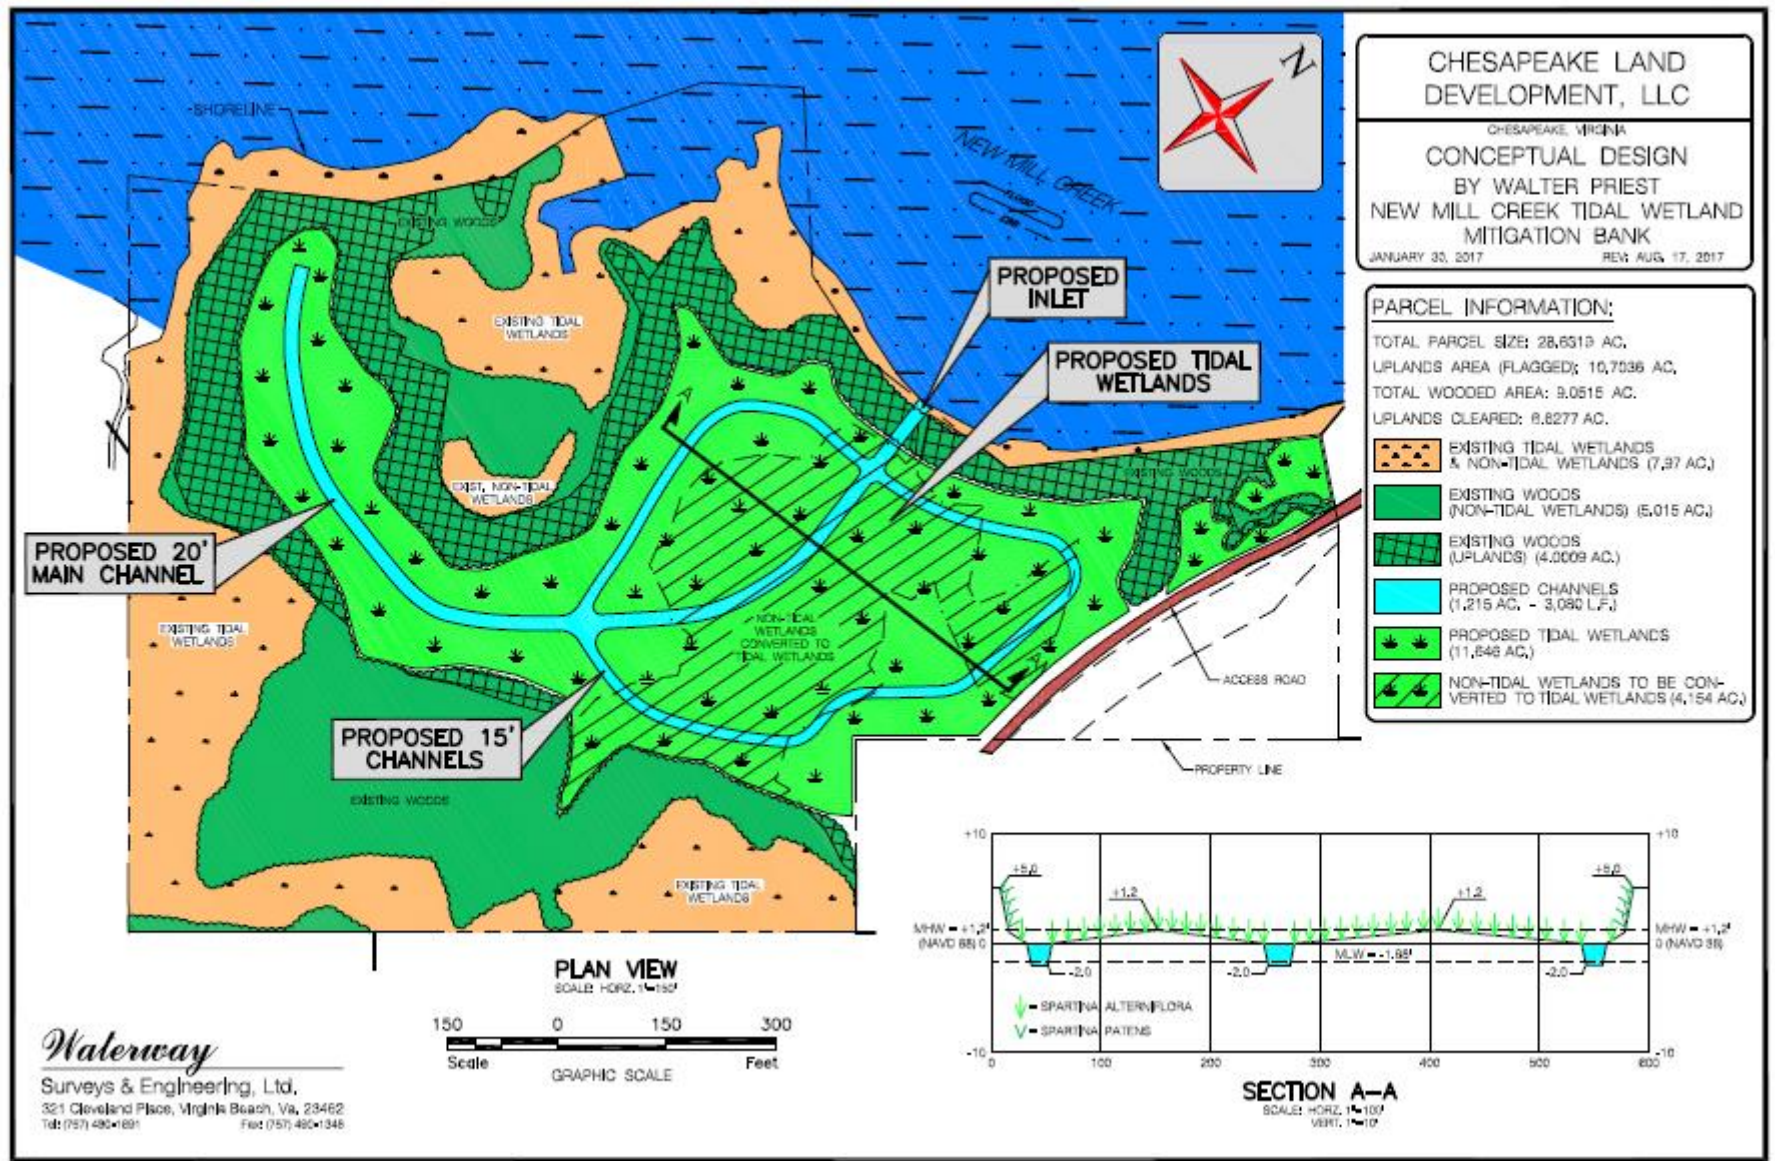 SHORELINE
N
NEW MILL CREEK
FLOOD
EBB
EXISTING WOODS
EXISTING TIDAL
WETLANDS
PROPOSED
INLET
PROPOSED TIDAL
WETLANDS
A
EXIST. NON-TIDAL
WETLANDS
EXISTING WOODS
PROPOSED 20'
MAIN CHANNEL
EXISTING TIDAL
WETLANDS
NON-TIDAL
WETLANDS
CONVERTED TO
TIDAL WETLANDS
ACCESS ROAD
PROPOSED 15'
CHANNELS
PROPERTY LINE
EXISTING WOODS
EXISTING TIDAL
WETLANDS
CHESAPEAKE LAND
DEVELOPMENT, LLC
CHESAPEAKE, VIRGINIA
CONCEPTUAL DESIGN
BY WALTER PRIEST
NEW MILL CREEK TIDAL WETLAND
MITIGATION BANK
JANUARY 30, 2017 REV: AUG. 17, 2017
PARCEL INFORMATION:
TOTAL PARCEL SIZE: AC.
UPLANDS AREA (FLAGGED): 10.7036 AC.
TOTAL WOODED AREA: 9.0515 AC.
UPLANDS CLEARED: AC.
EXISTING TIDAL WETLANDS
& NON-TIDAL WETLANDS (7.97 AC.)
EXISTING WOODS
(NON-TIDAL WETLANDS) (5.015 AC.)
EXISTING WOODS
(UPLANDS) (4.0009 AC.)
PROPOSED CHANNELS
(1.215 AC. - 3,080 L.F.)
PROPOSED TIDAL WETLANDS
(11.646 AC.)
NON-TIDAL WETLANDS TO BE CON-
VERTED TO TIDAL WETLANDS (4.154 AC.)
PLAN VIEW
SCALE: HORZ. 1"=150'
150 0 150 300
Scale Feet
GRAPHIC SCALE
Waterway
Surveys & Engineering, Ltd.
321 Cleveland Place, Virginia Beach, Va. 23462
Tel: (757) 490-1691 Fax: (757) 490-1348
+10 +10
+5.0 +5.0
+1.2 +1.2
MHW = +1.2' MHW = +1.2'
(NAVD 88) 0 0 (NAVD 88)
MLW = -1.68'
-2.0 -2.0 -2.0
= SPARTINA ALTERNIFLORA
= SPARTINA PATENS
-10 -10
0 100 200 300 400 500 600
SECTION A-A
SCALE: HORZ. 1"=100'
VERT. 1"=10'